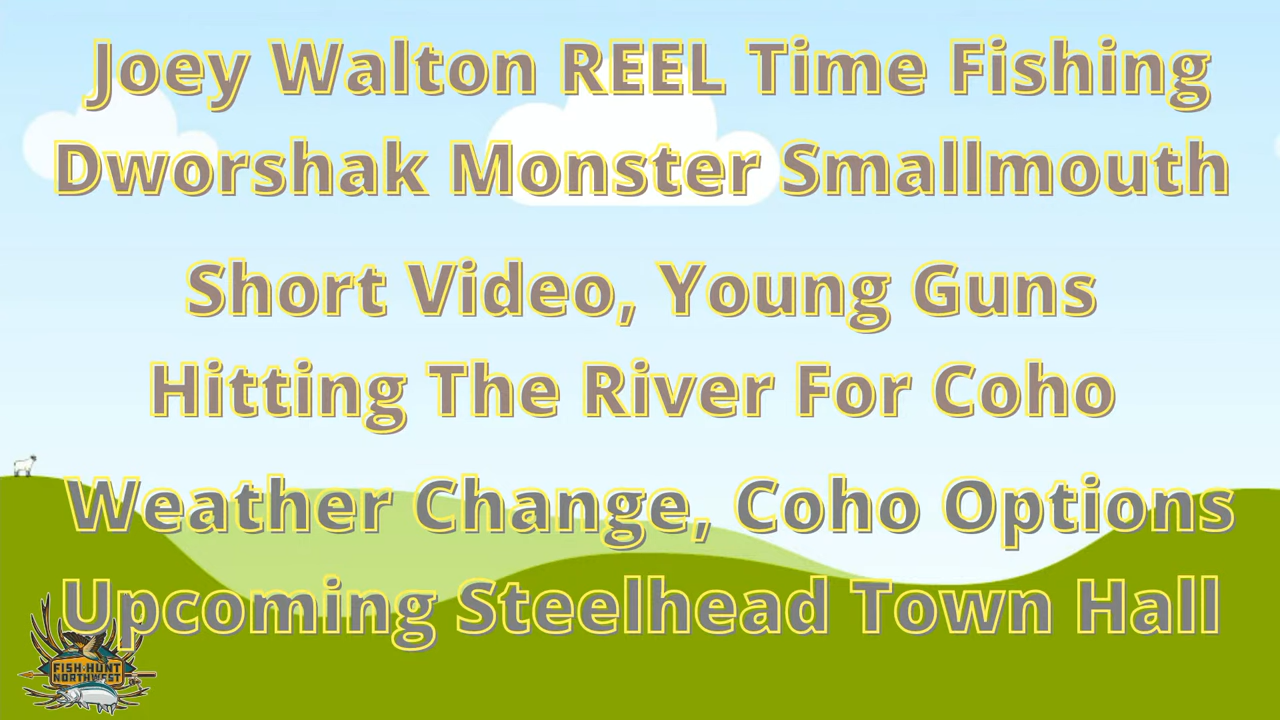 Joey Walton REEL Time Fishing
Dworshak Monster Smallmouth
Short Video, Young Guns
Hitting The River For Coho
Weather Change, Coho Options
Upcoming Steelhead Town Hall
FISH HUNT
NORTHWEST